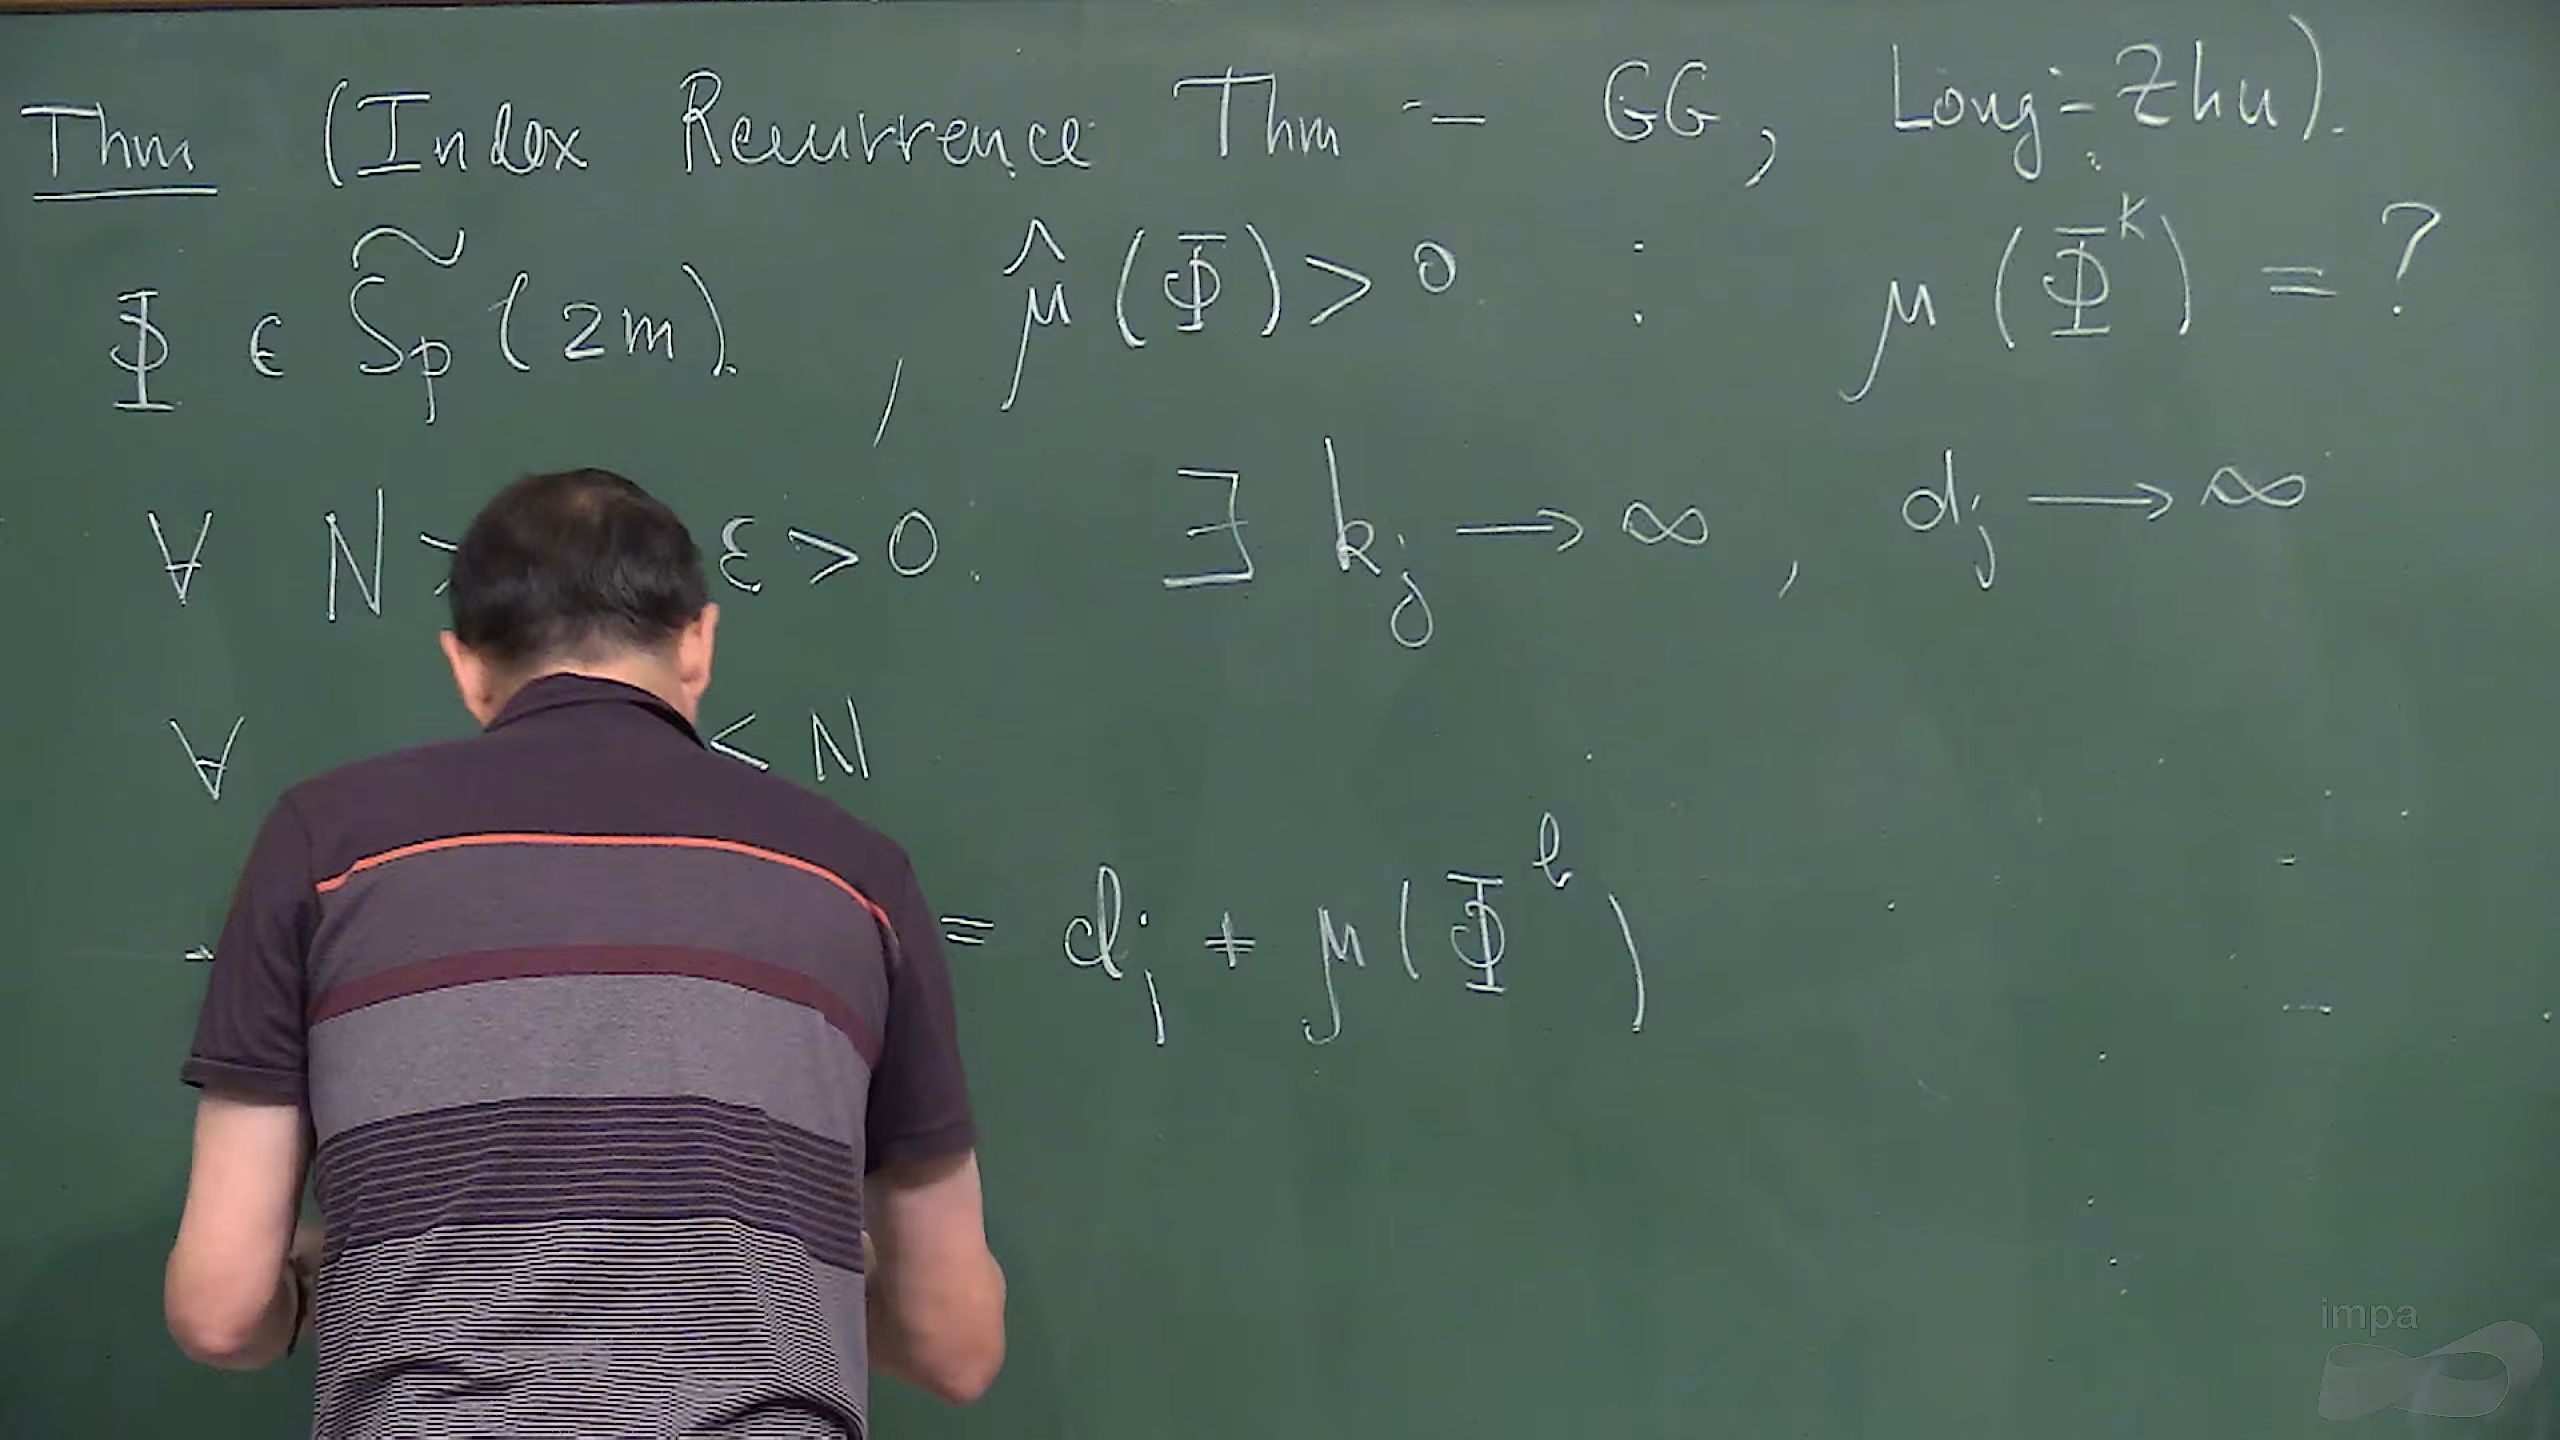 Thm (Index Recurrence Thm - GG, Long-Zhu).
Φ ∈ S̃p(2m), μ̂(Φ) > 0 : μ(Φ^k) = ?
∀ N > ε > 0. ∃ k_j → ∞, d_j → ∞
∀ < N
= d_j + μ(Φ^ℓ)
impa